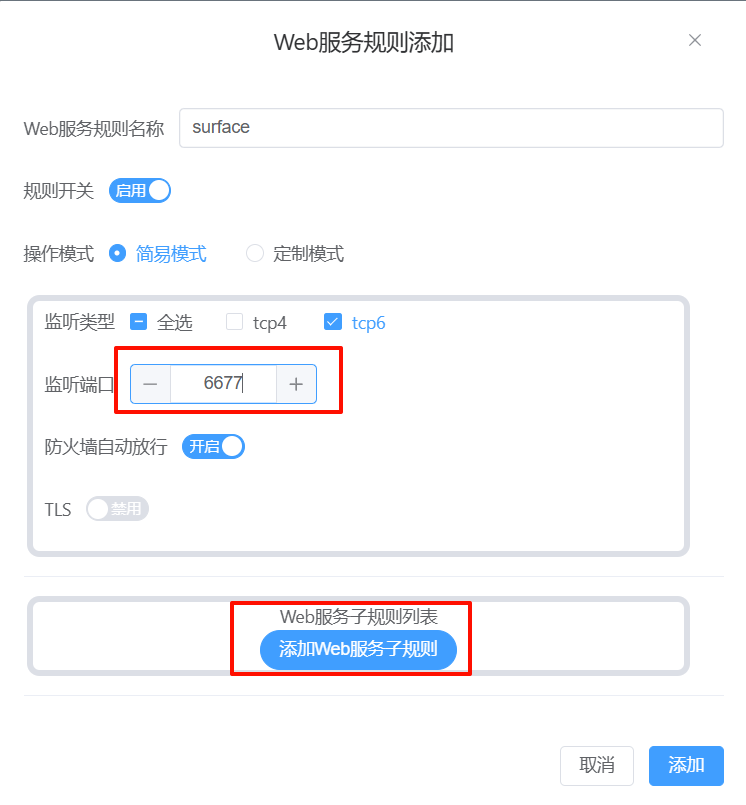 Web服务规则添加
Web服务规则名称 surface
规则开关 启用
操作模式 简易模式 定制模式
监听类型 全选 tcp4 tcp6
监听端口 6677
防火墙自动放行 开启
TLS 禁用
Web服务子规则列表
添加Web服务子规则
取消 添加